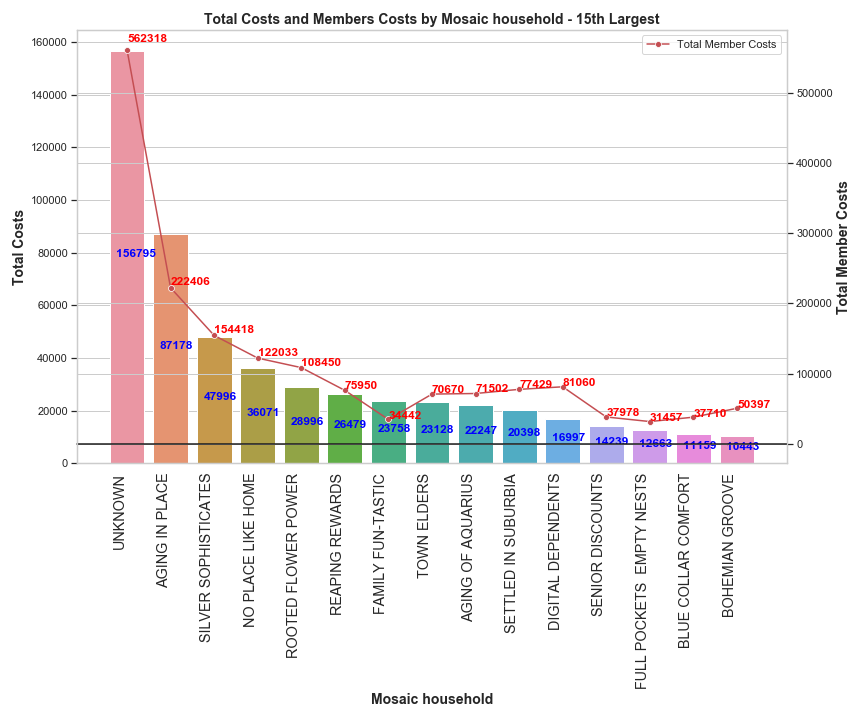 Total Costs and Members Costs by Mosaic household - 15th Largest
Total Member Costs
Total Costs
160000
140000
120000
100000
80000
60000
40000
20000
0
500000
400000
300000
200000
100000
0
Total Member Costs
562318
222406
154418
122033
108450
75950
34442
70670
71502
77429
81060
37978
31457
37710
50397
156795
87178
47996
36071
28996
26479
23758
23128
22247
20398
16997
14239
12663
11159
10443
UNKNOWN
AGING IN PLACE
SILVER SOPHISTICATES
NO PLACE LIKE HOME
ROOTED FLOWER POWER
REAPING REWARDS
FAMILY FUN-TASTIC
TOWN ELDERS
AGING OF AQUARIUS
SETTLED IN SUBURBIA
DIGITAL DEPENDENTS
SENIOR DISCOUNTS
FULL POCKETS  EMPTY NESTS
BLUE COLLAR COMFORT
BOHEMIAN GROOVE
Mosaic household